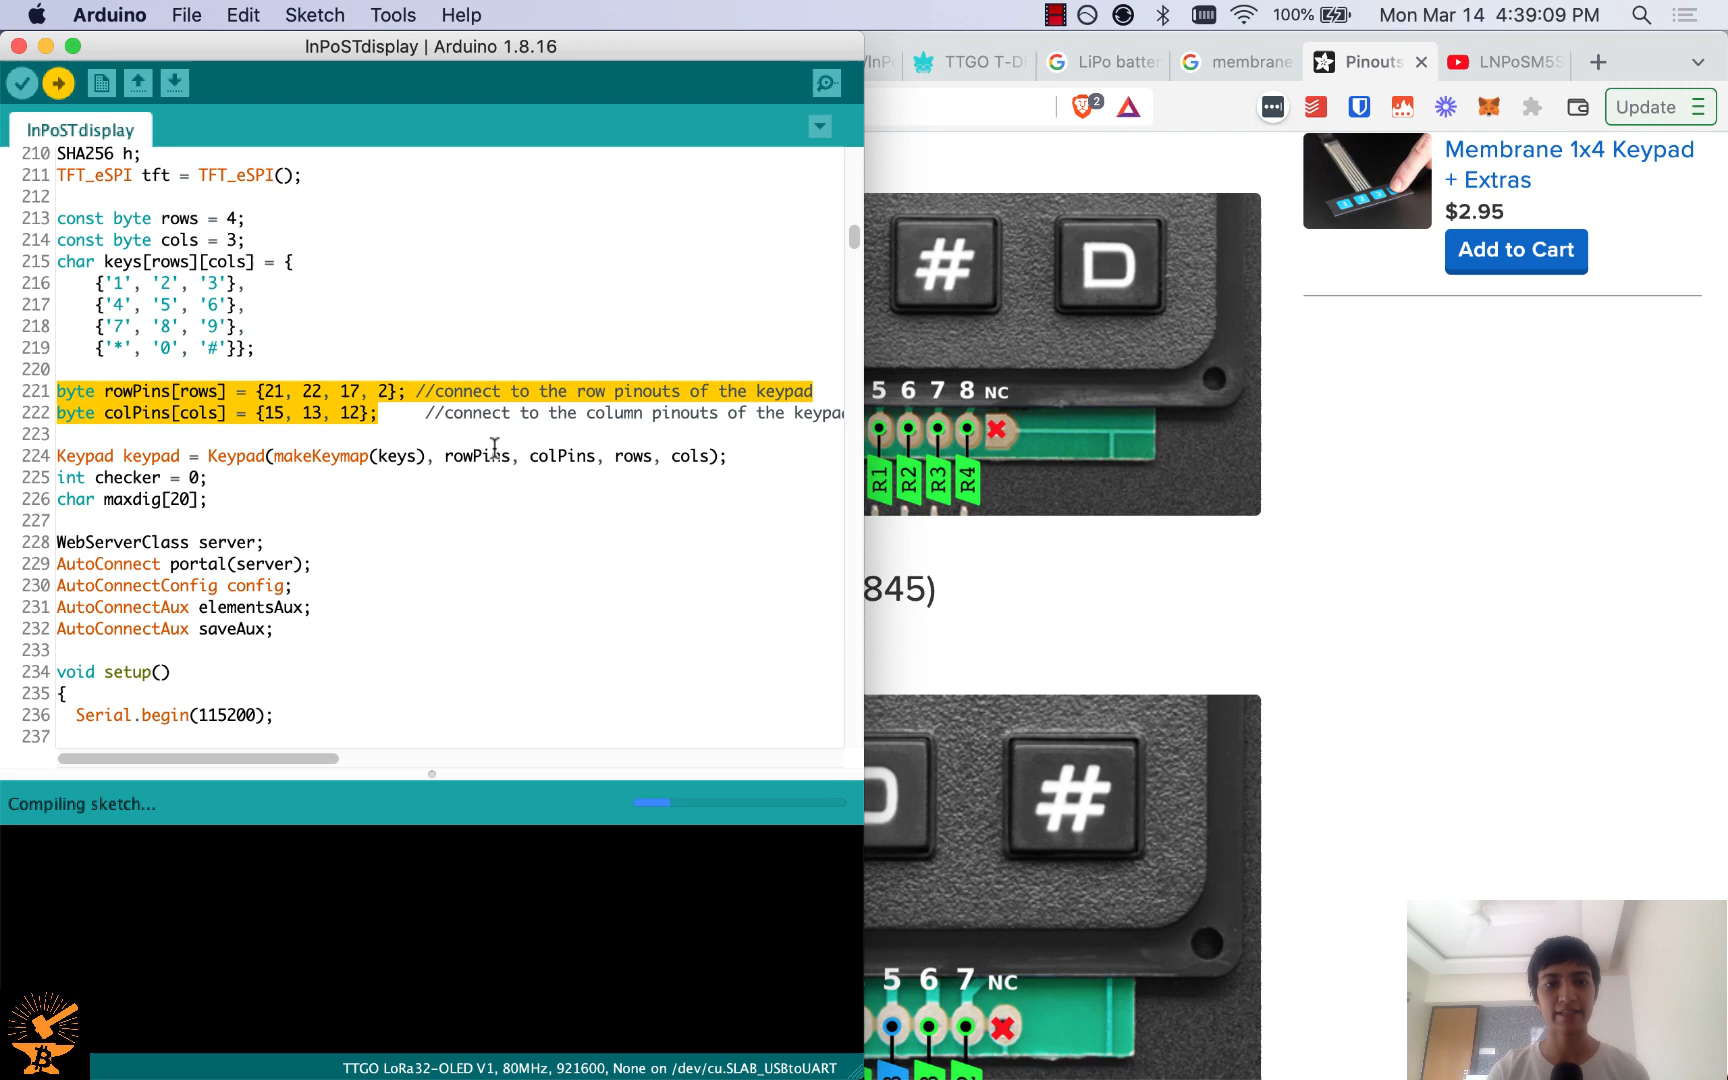 Arduino File Edit Sketch Tools Help
100% Mon Mar 14 4:39:09 PM
InPoSTdisplay | Arduino 1.8.16
TTGO T-Di
LiPo batter
membrane
Pinouts
LNPoSM5S
2
Update
InPoSTdisplay
210 SHA256 h;
211 TFT_eSPI tft = TFT_eSPI();
212
213 const byte rows = 4;
214 const byte cols = 3;
215 char keys[rows][cols] = {
216 {'1', '2', '3'},
217 {'4', '5', '6'},
218 {'7', '8', '9'},
219 {'*', '0', '#'}};
220
221 byte rowPins[rows] = {21, 22, 17, 2}; //connect to the row pinouts of the keypad
222 byte colPins[cols] = {15, 13, 12}; //connect to the column pinouts of the keypad
223
224 Keypad keypad = Keypad(makeKeymap(keys), rowPins, colPins, rows, cols);
225 int checker = 0;
226 char maxdig[20];
227
228 WebServerClass server;
229 AutoConnect portal(server);
230 AutoConnectConfig config;
231 AutoConnectAux elementsAux;
232 AutoConnectAux saveAux;
233
234 void setup()
235 {
236 Serial.begin(115200);
237
Compiling sketch...
TTGO LoRa32-OLED V1, 80MHz, 921600, None on /dev/cu.SLAB_USBtoUART
Membrane 1x4 Keypad
+ Extras
$2.95
Add to Cart
# D
5 6 7 8 NC
R1 R2 R3 R4
845)
#
5 6 7 NC